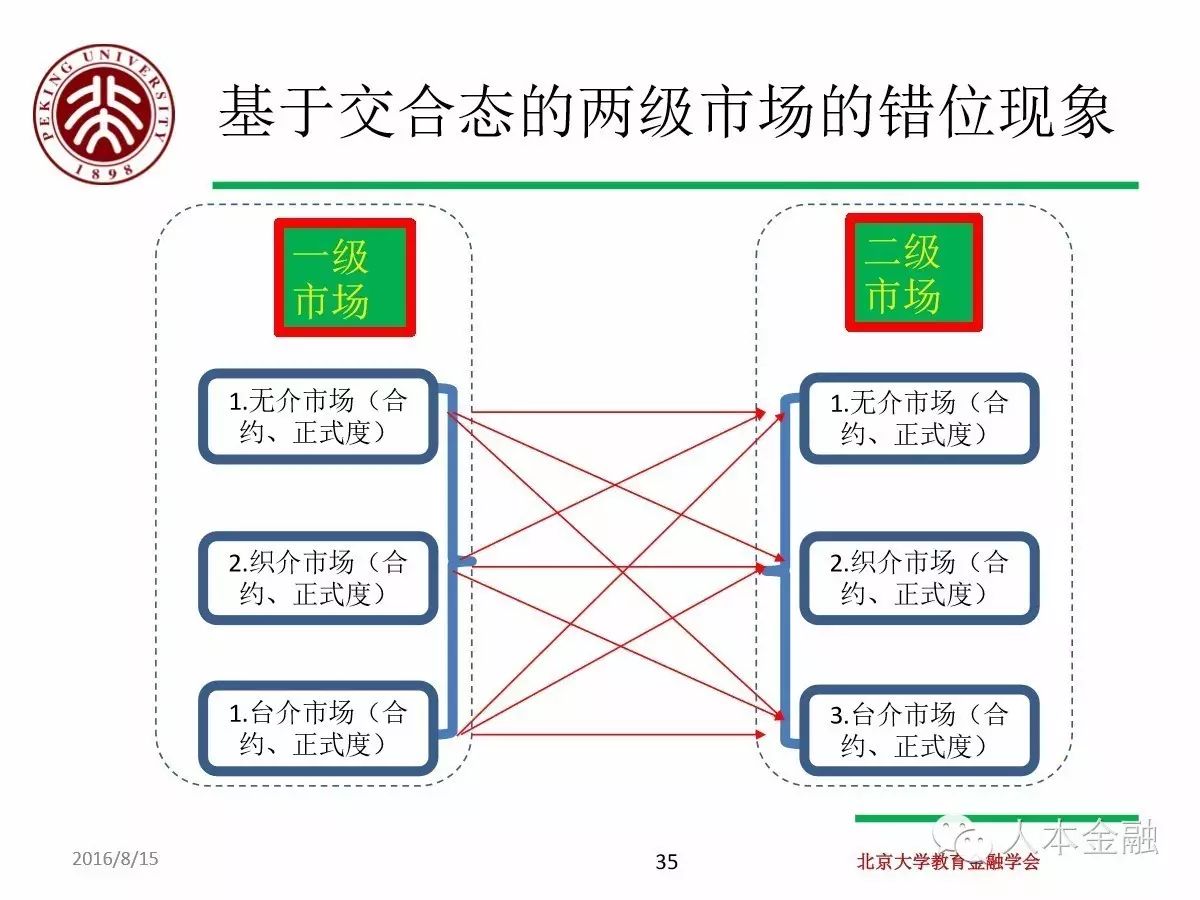 PEKING UNIVERSITY
1898
基于交合态的两级市场的错位现象
一级
市场
二级
市场
1.无介市场（合
约、正式度）
1.无介市场（合
约、正式度）
2.织介市场（合
约、正式度）
2.织介市场（合
约、正式度）
1.台介市场（合
约、正式度）
3.台介市场（合
约、正式度）
2016/8/15
35
北京大学教育金融学会
人本金融